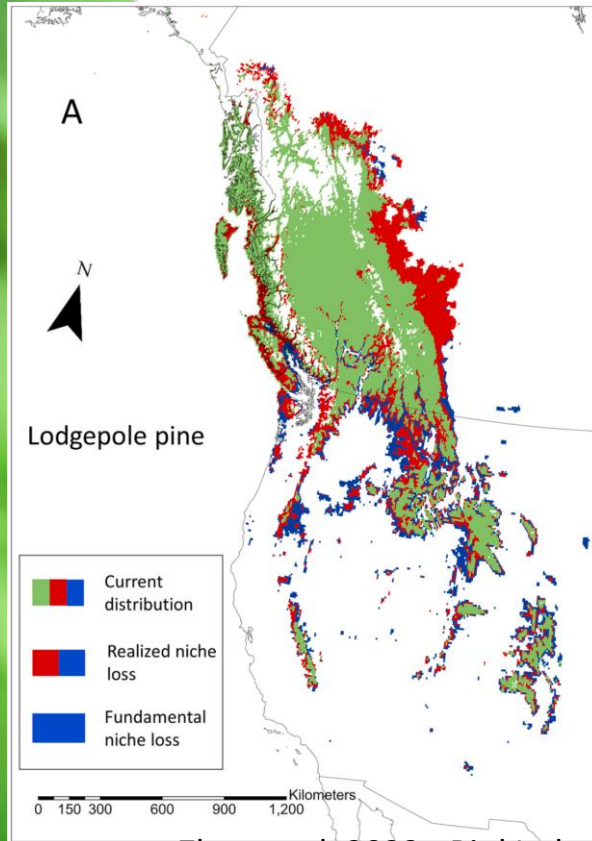 A
N
Lodgepole pine
Current
distribution
Realized niche
loss
Fundamental
niche loss
Kilometers
0 150 300 600 900 1,200